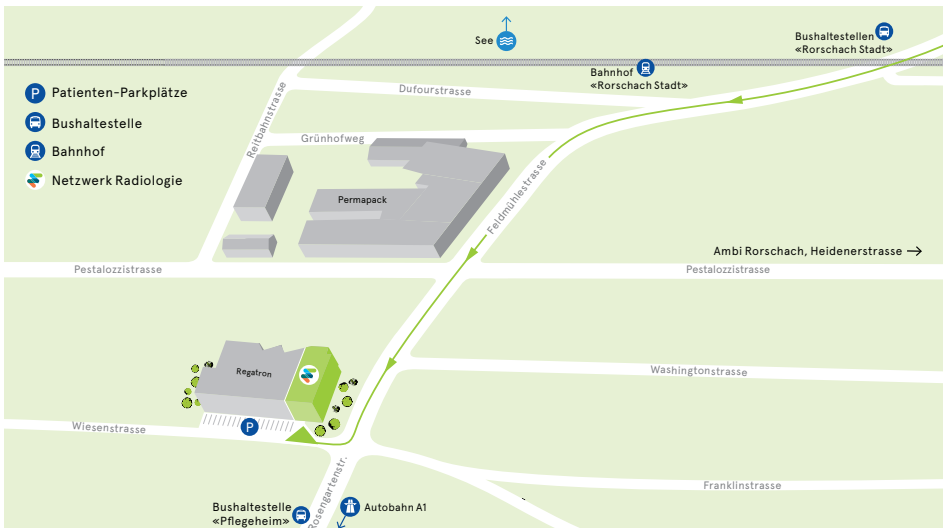 See
Bushaltestellen
«Rorschach Stadt»
Bahnhof
«Rorschach Stadt»
P Patienten-Parkplätze
Bushaltestelle
Bahnhof
Netzwerk Radiologie
Dufourstrasse
Reitbahnstrasse
Grünhofweg
Permapack
Feldmühlestrasse
Ambi Rorschach, Heidenerstrasse →
Pestalozzistrasse
Pestalozzistrasse
Regatron
Washingtonstrasse
Wiesenstrasse
P
Rosengartenstr.
Franklinstrasse
Bushaltestelle
«Pflegeheim»
Autobahn A1